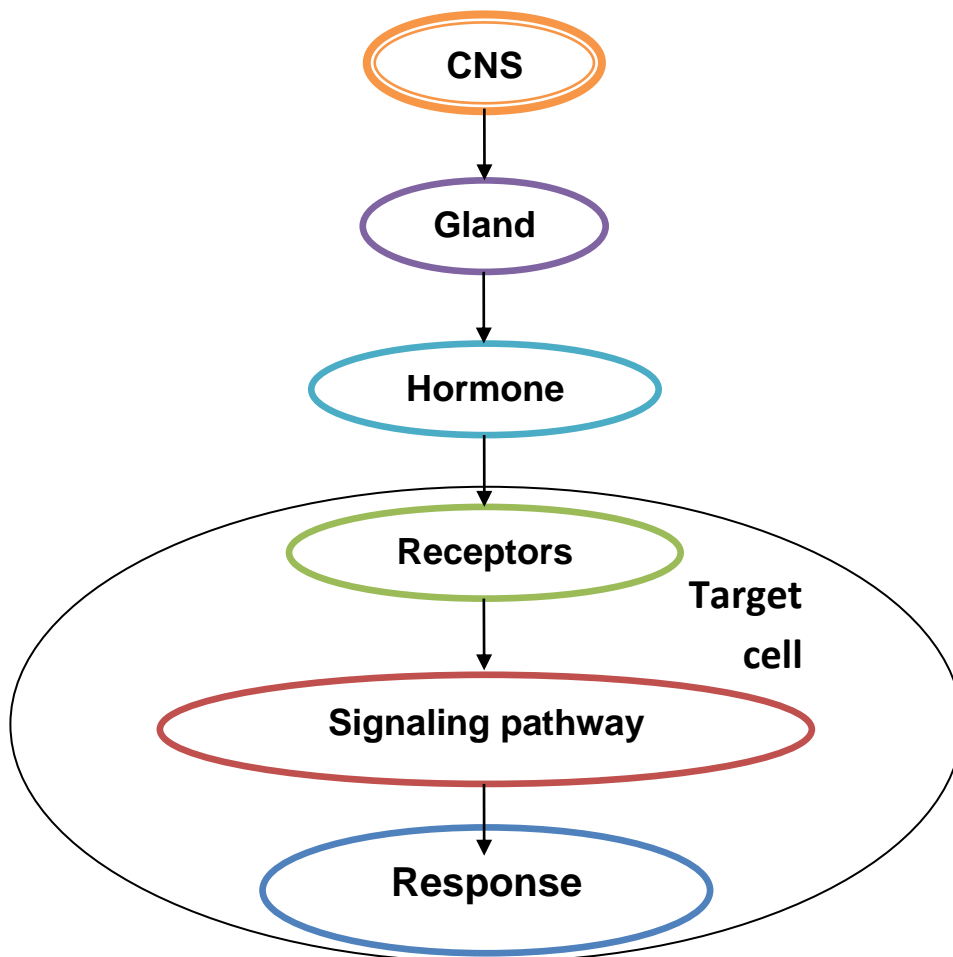 CNS
Gland
Hormone
Receptors
Target
cell
Signaling pathway
Response